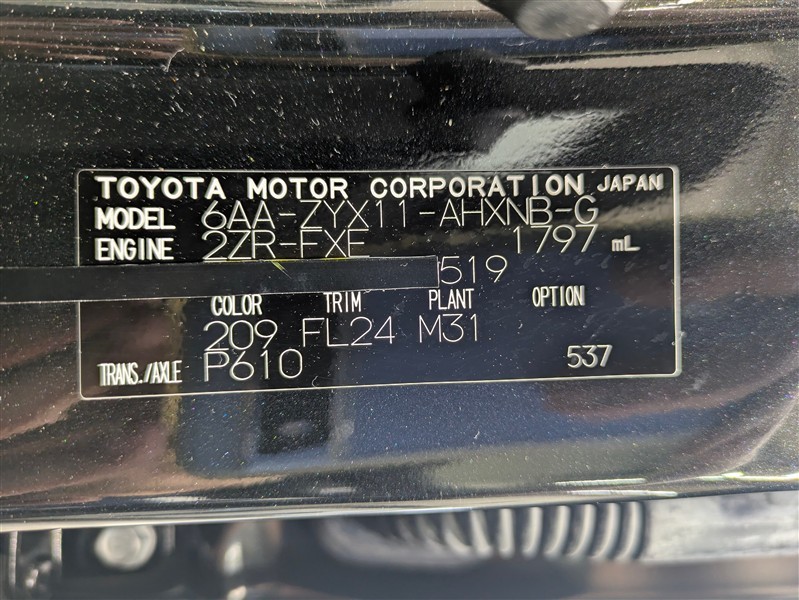 TOYOTA MOTOR CORPORATION JAPAN
MODEL 6AA-ZYX11-AHXNB-G
ENGINE 2ZR-FXE 1797 mL
519
COLOR TRIM PLANT OPTION
209 FL24 M31
TRANS./AXLE P610 537